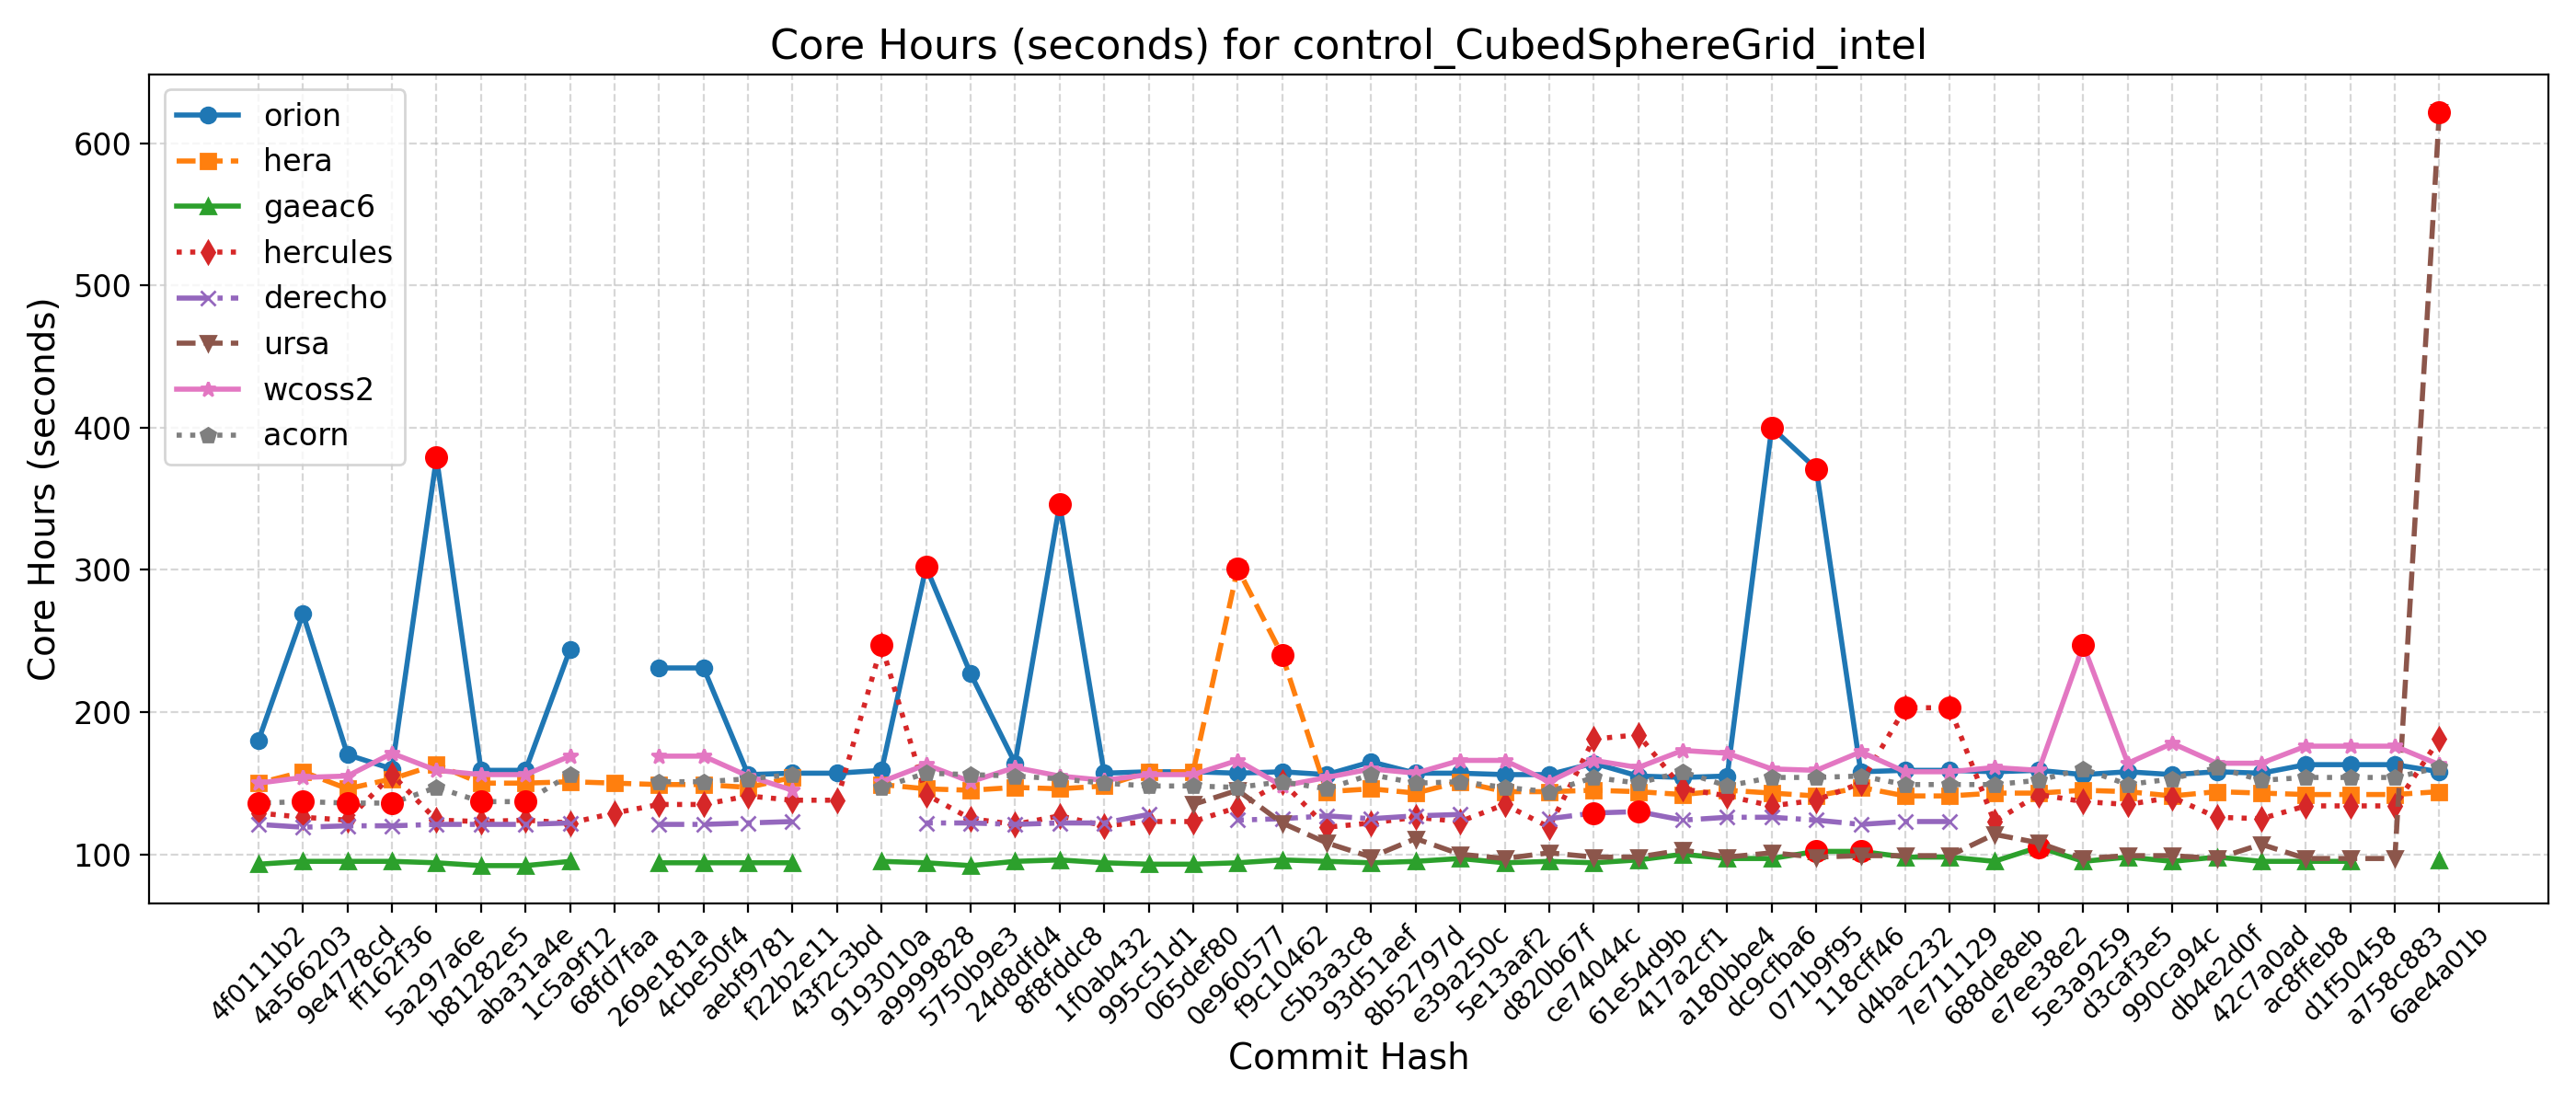 Core Hours (seconds) for control_CubedSphereGrid_intel
orion
hera
gaeac6
hercules
derecho
ursa
wcoss2
acorn
Core Hours (seconds)
600
500
400
300
200
100
4f0111b2
4a566203
9e4778cd
ff162f36
5a297a6e
b81282e5
aba31a4e
1c5a9f12
68fd7faa
269e181a
4cbe50f4
aebf9781
f22b2e11
43f2c3bd
9193010a
a9999828
5750b9e3
24d8dfd4
8f8fddc8
1f0ab432
995c51d1
065def80
0e960577
f9c10462
c5b3a3c8
93d51aef
8b52797d
e39a250c
5e13aaf2
d820b67f
ce74044c
61e54d9b
417a2cf1
a180bbe4
dc9cfba6
071b9f95
118cff46
d4bac232
7e711129
688de8eb
e7ee38e2
5e3a9259
d3caf3e5
990ca94c
db4e2d0f
42c7a0ad
ac8ffeb8
d1f50458
a758c883
6ae4a01b
Commit Hash